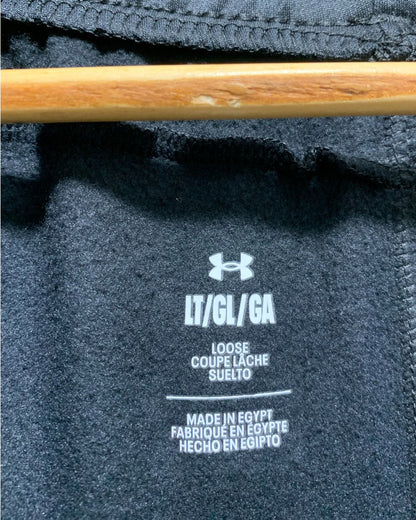 LT/GL/GA
LOOSE
COUPE LÂCHE
SUELTO
MADE IN EGYPT
FABRIQUÉ EN ÉGYPTE
HECHO EN EGIPTO